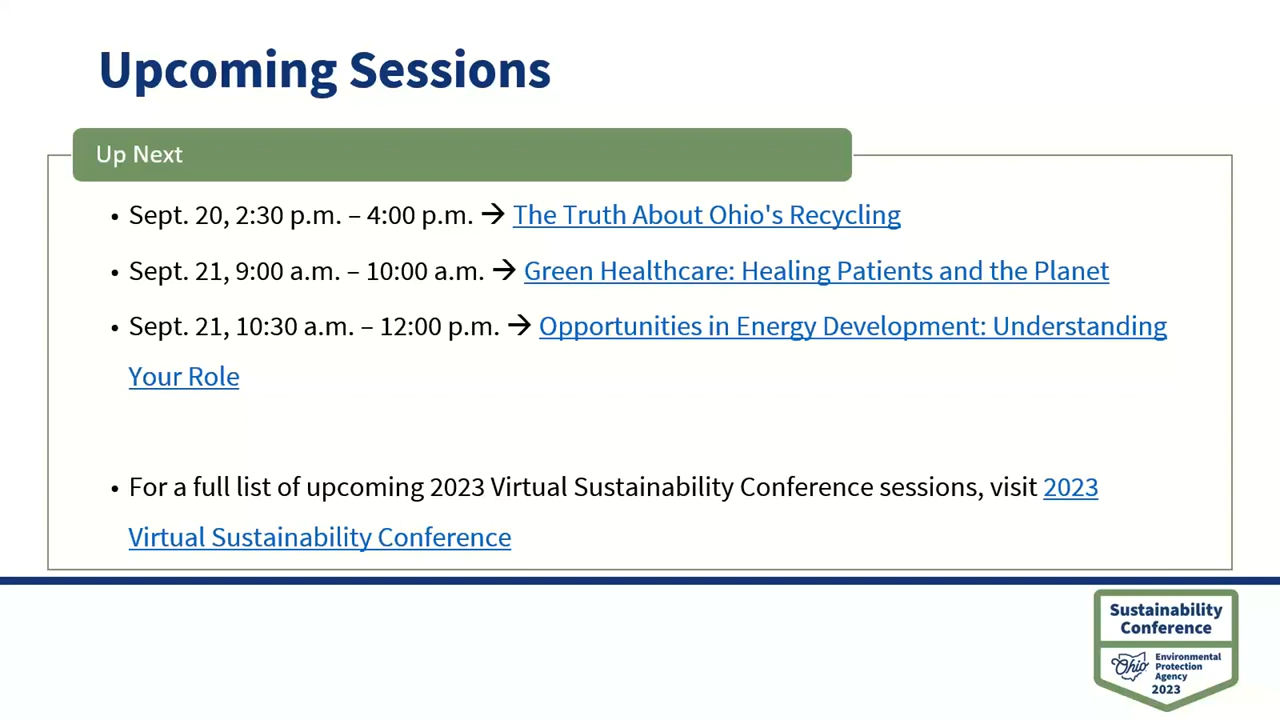 Upcoming Sessions
Up Next
• Sept. 20, 2:30 p.m. – 4:00 p.m. → The Truth About Ohio's Recycling
• Sept. 21, 9:00 a.m. – 10:00 a.m. → Green Healthcare: Healing Patients and the Planet
• Sept. 21, 10:30 a.m. – 12:00 p.m. → Opportunities in Energy Development: Understanding
Your Role
• For a full list of upcoming 2023 Virtual Sustainability Conference sessions, visit 2023
Virtual Sustainability Conference
Sustainability
Conference
Ohio
Environmental
Protection
Agency
2023